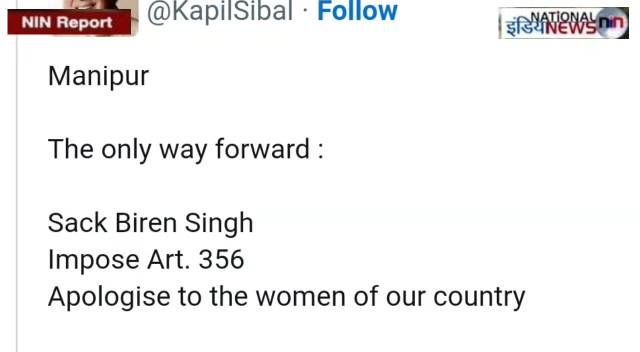 NIN Report
@KapilSibal · Follow
NATIONAL
इंडिया NEWS nin
Manipur
The only way forward :
Sack Biren Singh
Impose Art. 356
Apologise to the women of our country